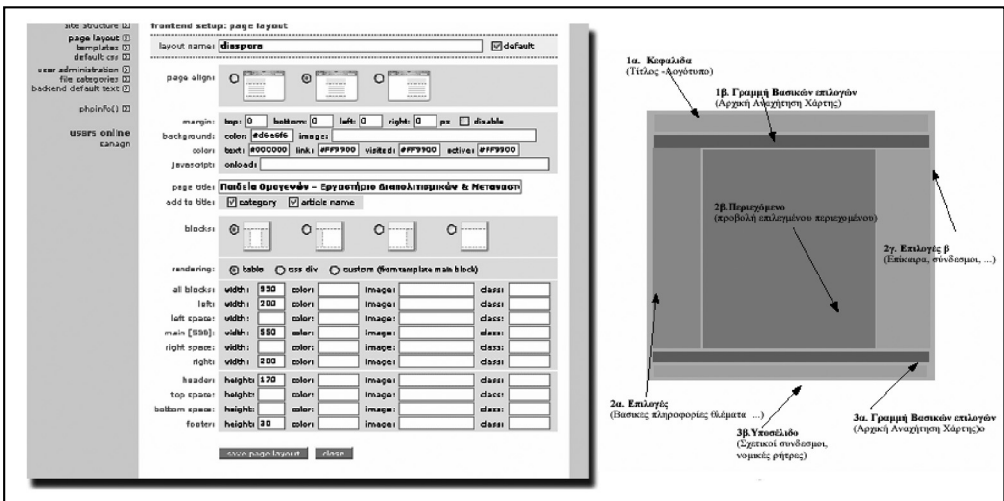 site structure
page layout
templates
default css
user administration
file categories
backend default text
phpinfo()
users online
frontend setup: page layout
layout name: diaspora default
page align:
margin: top: 0 bottom: 0 left: 0 right: 0 px disable
background: color: #d6e6f6 image:
color: text: #000000 link: #FF9900 visited: #FF9900 active: #FF9900
javascript: onload:
page title: Παιδεία Ομογενών – Εργαστήριο Διαπολιτισμικών & Μεταναστ
add to title: category article name
blocks:
rendering: table css div custom (from template main block)
all blocks: width: 950 color: image: class:
left: width: 200 color: image: class:
left space: width: color: image: class:
main [550]: width: 550 color: image: class:
right space: width: color: image: class:
right: width: 200 color: image: class:
header: height: 170 color: image: class:
top space: height: color: image: class:
bottom space: height: color: image: class:
footer: height: 30 color: image: class:
save page layout close
1α. Κεφαλιδα
(Τίτλος -Λογότυπο)
1β. Γραμμή Βασικών επιλογών
(Αρχική Αναχήτηση Χάρτης)
2β.Περιεχόμενο
(προβολή επιλεγμένου περιεχομένου)
2γ. Επιλογές β
(Επίκαιρα, σύνδεσμοι, ...)
2α. Επιλογές
(Βασικες πληροφορίες θλέματα ...)
3β.Υποσέλιδο
(Σχετικοί συνδεσμοι,
νομικές ρήτρες)
3α. Γραμμή Βασικών επιλογών
(Αρχική Αναχήτηση Χάρτης)ο